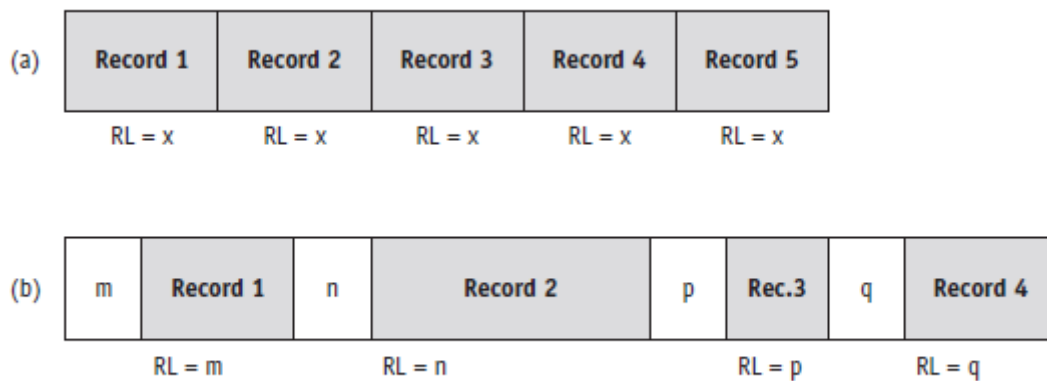 (a) Record 1 Record 2 Record 3 Record 4 Record 5
RL = x RL = x RL = x RL = x RL = x
(b) m Record 1 n Record 2 p Rec.3 q Record 4
RL = m RL = n RL = p RL = q